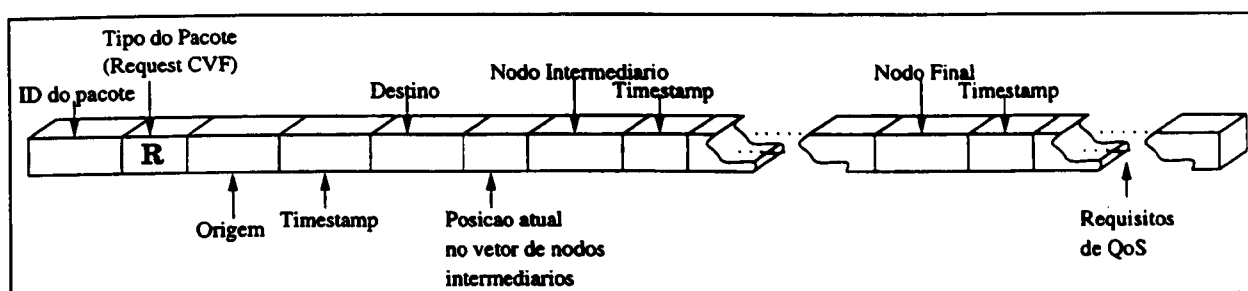 Tipo do Pacote
(Request CVF)
ID do pacote
Destino
Nodo Intermediario
Timestamp
Nodo Final
Timestamp
R
Origem
Timestamp
Posicao atual
no vetor de nodos
intermediarios
Requisitos
de QoS